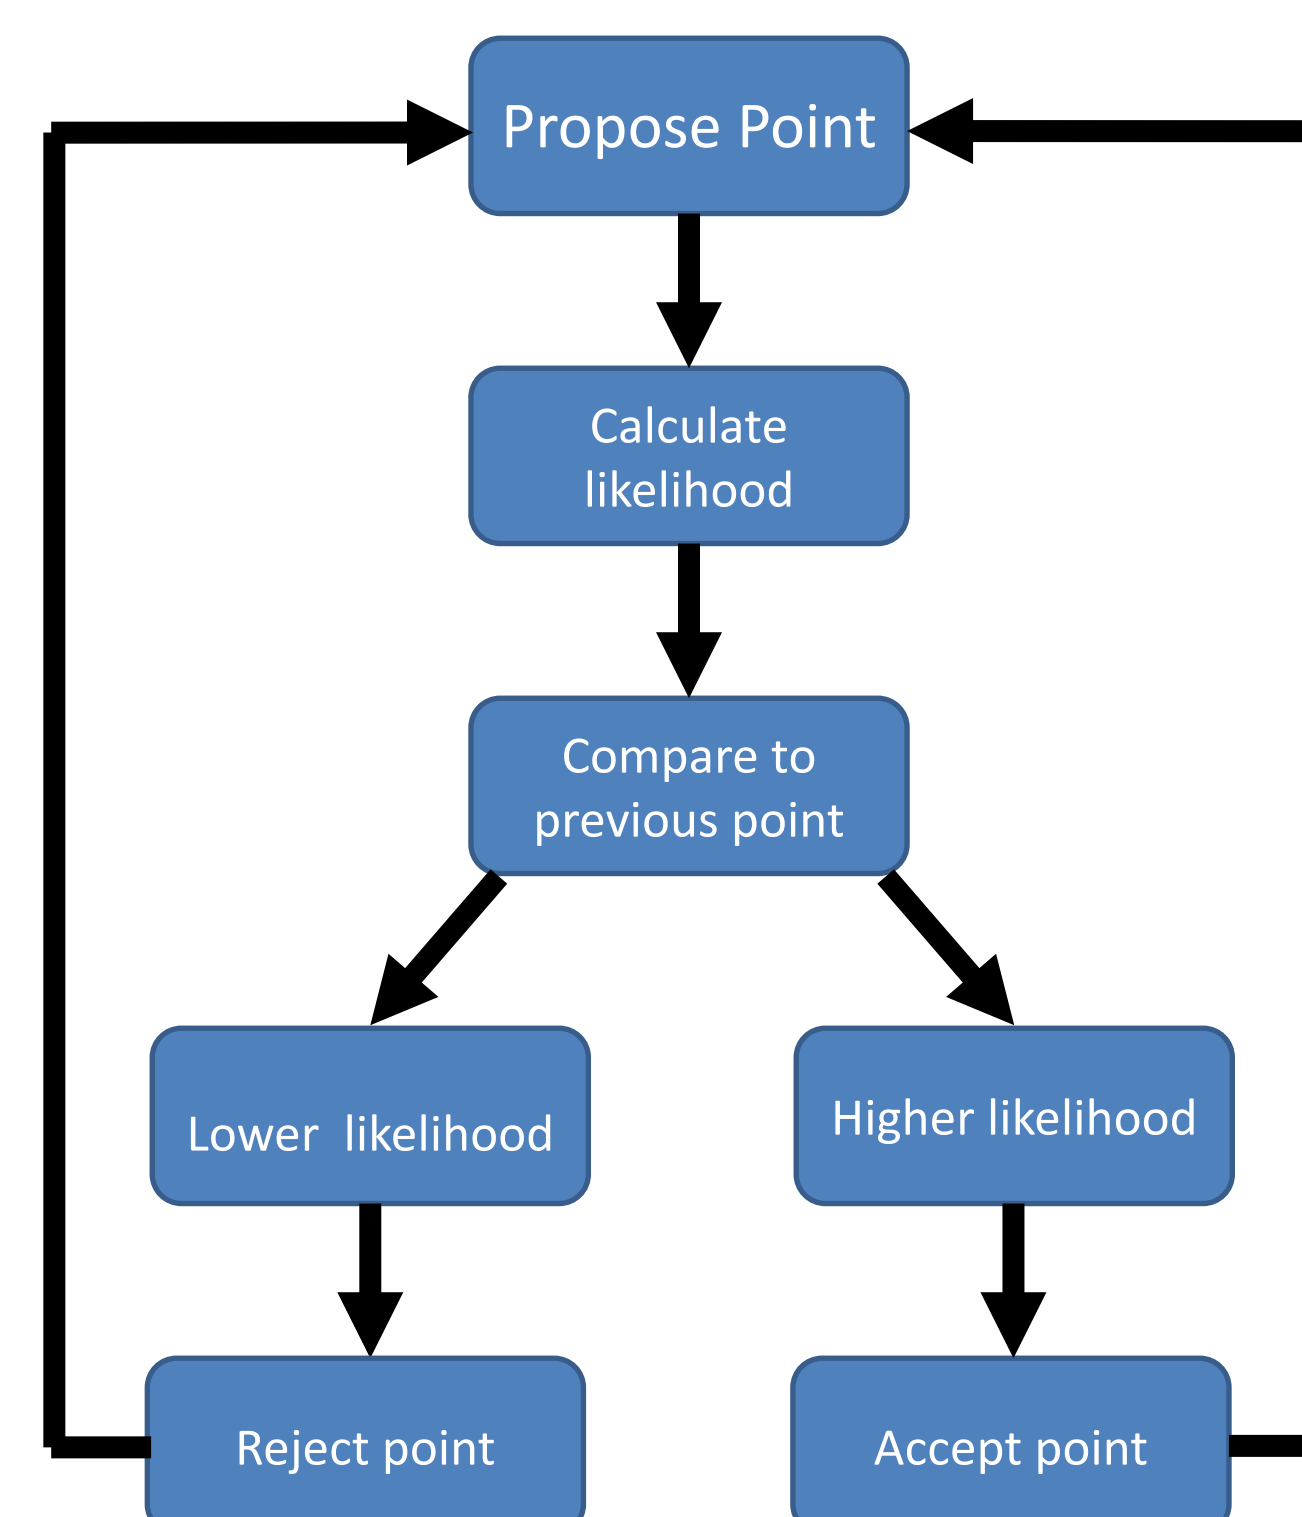 Propose Point
Calculate
likelihood
Compare to
previous point
Lower  likelihood
Higher likelihood
Reject point
Accept point